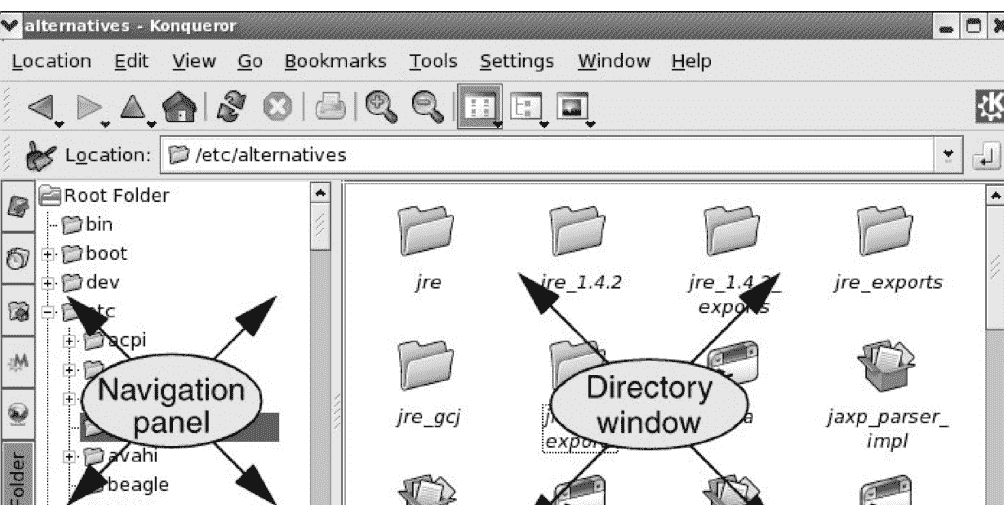 alternatives - Konqueror
Location Edit View Go Bookmarks Tools Settings Window Help
Location: /etc/alternatives
Root Folder
bin
boot
dev
etc
acpi
avahi
beagle
Folder
Navigation
panel
jre
jre_1.4.2
jre_1.4.2_
exports
jre_exports
jre_gcj
jaxp_parser_
impl
Directory
window